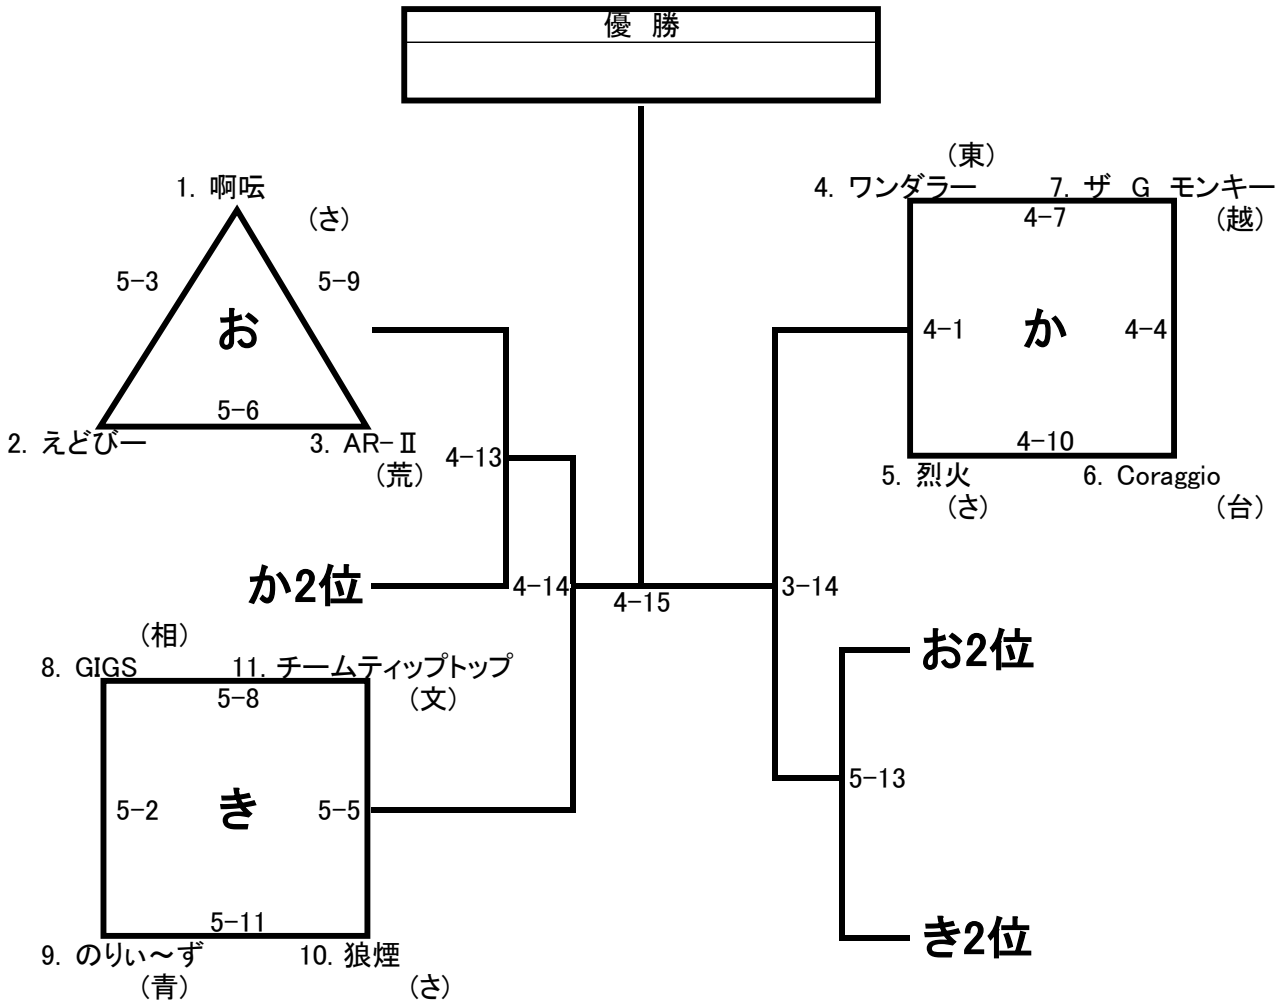 優 勝
1. 啊呍
(さ)
5-3
5-9
お
5-6
2. えどびー
3. AR-Ⅱ
(荒)
(東)
4. ワンダラー
7. ザ G モンキー
(越)
4-7
4-1
か
4-4
4-10
5. 烈火
(さ)
6. Coraggio
(台)
4-13
か2位
4-14
4-15
3-14
お2位
5-13
き2位
(相)
8. GIGS
11. チームティップトップ
(文)
5-8
5-2
き
5-5
5-11
9. のりぃ～ず
(青)
10. 狼煙
(さ)